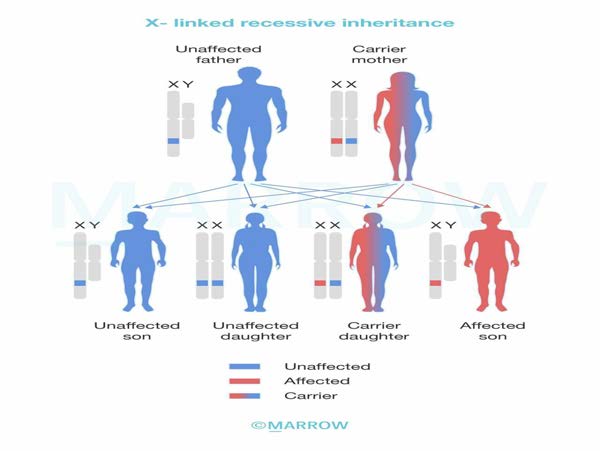 X- linked recessive inheritance
Unaffected
father
Carrier
mother
X Y
X X
MARROW
X Y
X X
X X
X Y
Unaffected
son
Unaffected
daughter
Carrier
daughter
Affected
son
Unaffected
Affected
Carrier
©MARROW